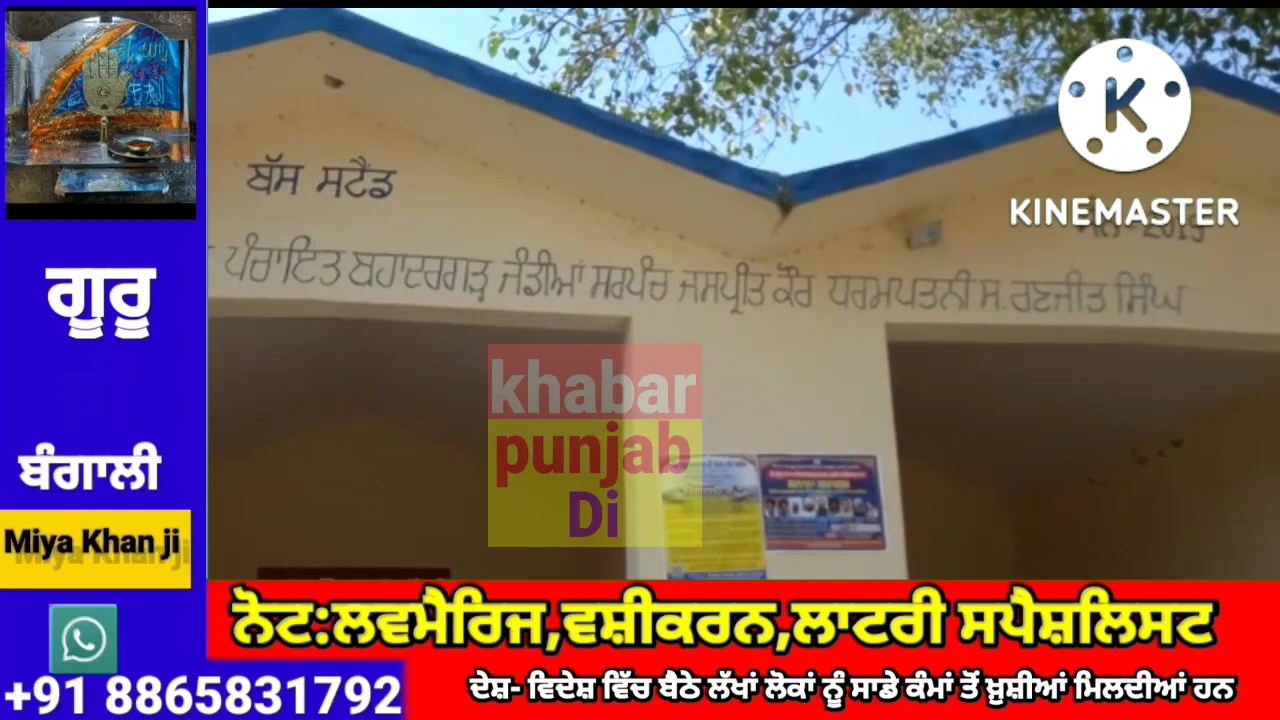 ਗੁਰੂ
ਬੰਗਾਲੀ
Miya Khan ji
+91 8865831792
ਬੱਸ ਸਟੈਂਡ
ਪੰਚਾਇਤ ਬਹਾਦਰਗੜ੍ਹ ਜੰਡੀਆਂ ਸਰਪੰਚ ਜਸਪ੍ਰੀਤ ਕੌਰ ਧਰਮਪਤਨੀ ਸ. ਰਣਜੀਤ ਸਿੰਘ
K
KINEMASTER
khabar
punjab
Di
ਨੋਟ:ਲਵਮੈਰਿਜ,ਵਸ਼ੀਕਰਨ,ਲਾਟਰੀ ਸਪੈਸ਼ਲਿਸਟ
ਦੇਸ਼- ਵਿਦੇਸ਼ ਵਿੱਚ ਬੈਠੇ ਲੱਖਾਂ ਲੋਕਾਂ ਨੂੰ ਸਾਡੇ ਕੰਮਾਂ ਤੋਂ ਖ਼ੁਸ਼ੀਆਂ ਮਿਲਦੀਆਂ ਹਨ